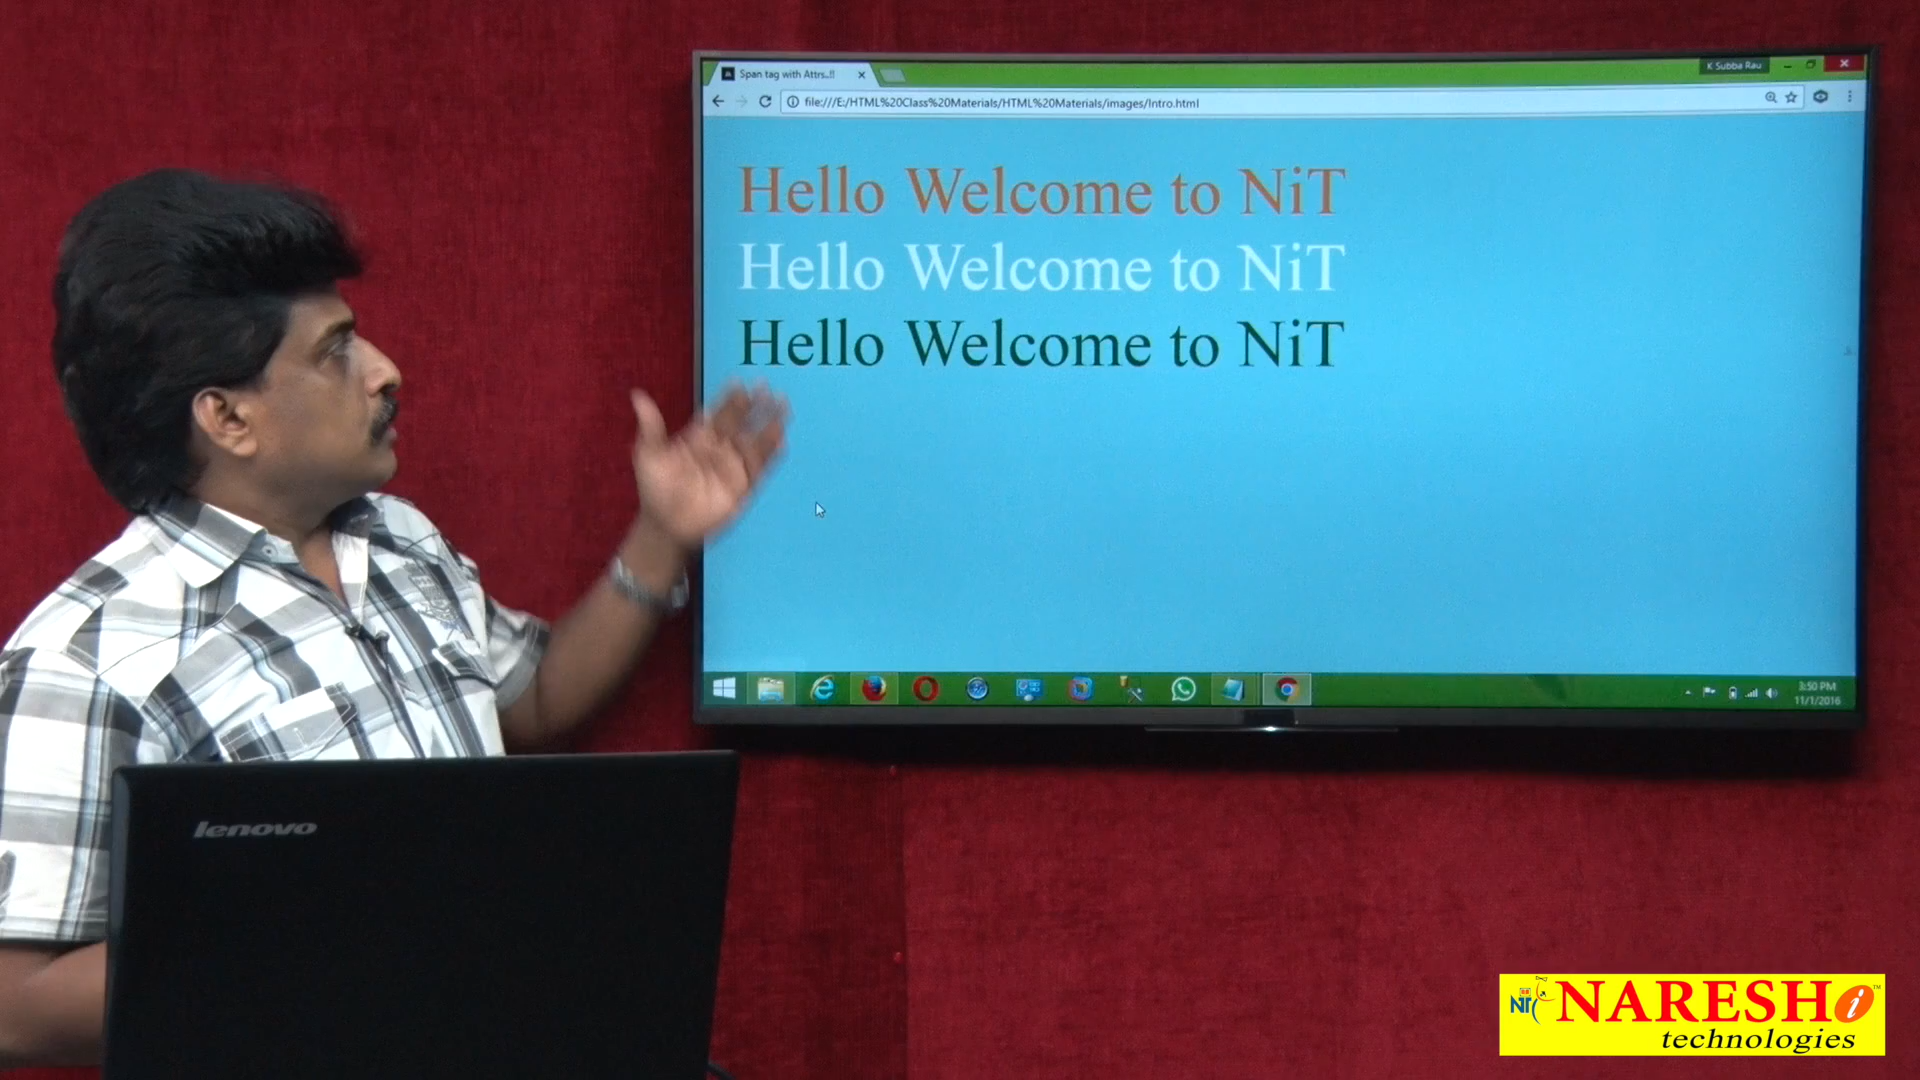 Span tag with Attrs..!!
K Subba Rau
file:///E:/HTML%20Class%20Materials/HTML%20Materials/images/Intro.html
Hello Welcome to NiT
Hello Welcome to NiT
Hello Welcome to NiT
3:50 PM
11/1/2016
lenovo
NARESH i ™
technologies